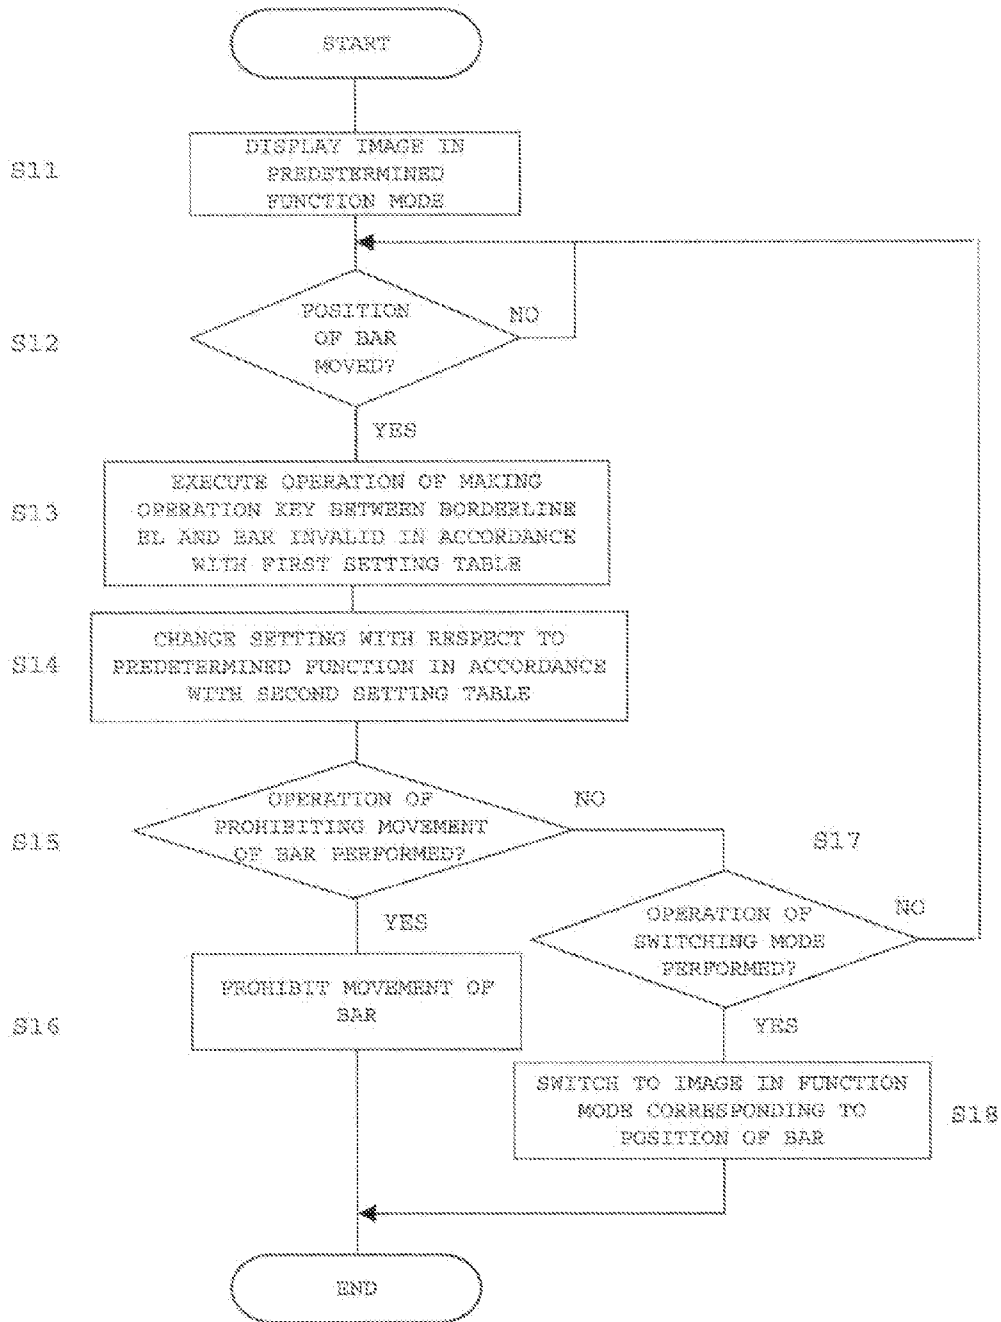 START
S11
DISPLAY IMAGE IN
PREDETERMINED
FUNCTION MODE
S12
POSITION
OF BAR
MOVED?
NO
YES
S13
EXECUTE OPERATION OF MAKING
OPERATION KEY BETWEEN BORDERLINE
BL AND BAR INVALID IN ACCORDANCE
WITH FIRST SETTING TABLE
S14
CHANGE SETTING WITH RESPECT TO
PREDETERMINED FUNCTION IN ACCORDANCE
WITH SECOND SETTING TABLE
S15
OPERATION OF
PROHIBITING MOVEMENT
OF BAR PERFORMED?
NO
YES
S17
OPERATION OF
SWITCHING MODE
PERFORMED?
NO
YES
S16
PROHIBIT MOVEMENT OF
BAR
SWITCH TO IMAGE IN FUNCTION
MODE CORRESPONDING TO
POSITION OF BAR
S18
END